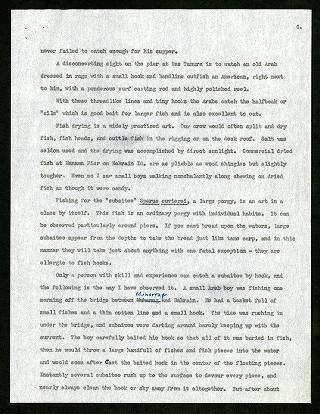 6.
never failed to catch enough for his supper.
A disconcerting sight on the pier at Ras Tanura is to watch an old Arab
dressed in rags with a small hook and handline outfish an American, right next
to him, with a ponderous surf casting rod and highly polished reel.
With these threadlike lines and tiny hooks the Arabs catch the halfbeak or
"sils" which is good bait for larger fish and is also excellent to eat.
Fish drying is a widely practiced art. Our crew would often split and dry
fish, fish heads, and cuttle fish in the rigging or on the deck roof. Salt was
seldom used and the drying was accomplished by direct sunlight. Commercial dried
fish at Manama Pier on Bahrain Id. are as pliable as wood shingles but slightly
tougher. Even so I saw small boys walking nonchalantly along chewing on dried
fish as though it were candy.
Fishing for the "subaitee" Sparus cuvierei, a large porgy, is an art in a
class by itself. This fish is an ordinary porgy with individual habits. It can
be observed particularly around piers. If you cast bread upon the waters, large
subaitee appear from the depths to take the bread just like tame carp, and in this
manner they will take just about anything with one fatal exception - they are
allergic to fish hooks.
Only a person with skill and experience can catch a subaitee by hook, and
the following is the way I have observed it. A small Arab boy was fishing one
Muharraq
morning off the bridge between and Bahrain. He had a basket full of
small fishes and a thin cotton line and a small hook. The tide was rushing in
under the bridge, and subaitee were darting around barely keeping up with the
current. The boy carefully baited his hook so that all of it was buried in fish,
then he would throw a large handful of fishes and fish pieces into the water
and would soon after cast the baited hook in the center of the floating pieces.
Instantly several subaitee rush up to the surface to devour every piece, and
nearly always clean the hook or shy away from it altogether. But after about